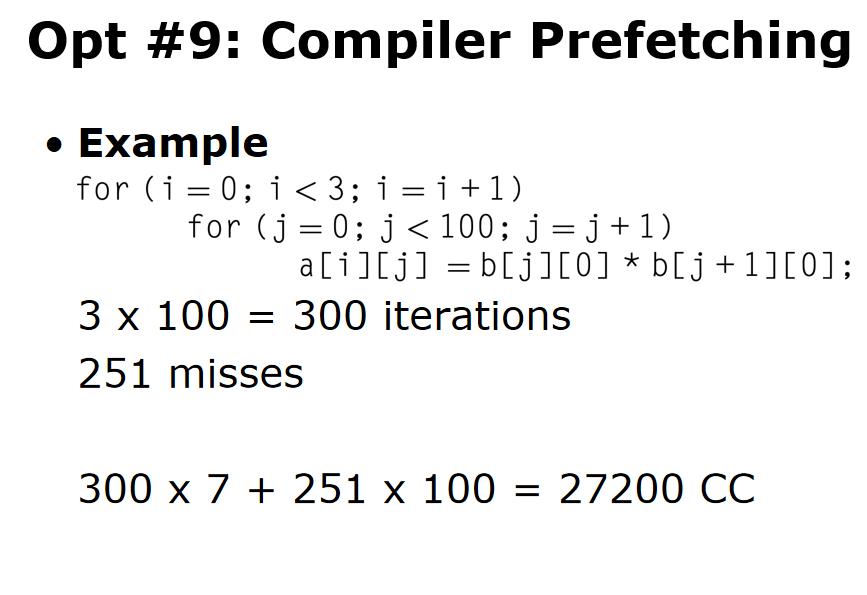 Opt #9: Compiler Prefetching
• Example
for (i = 0; i < 3; i = i + 1)
for (j = 0; j < 100; j = j + 1)
a[i][j] = b[j][0] * b[j + 1][0];
3 x 100 = 300 iterations
251 misses
300 x 7 + 251 x 100 = 27200 CC